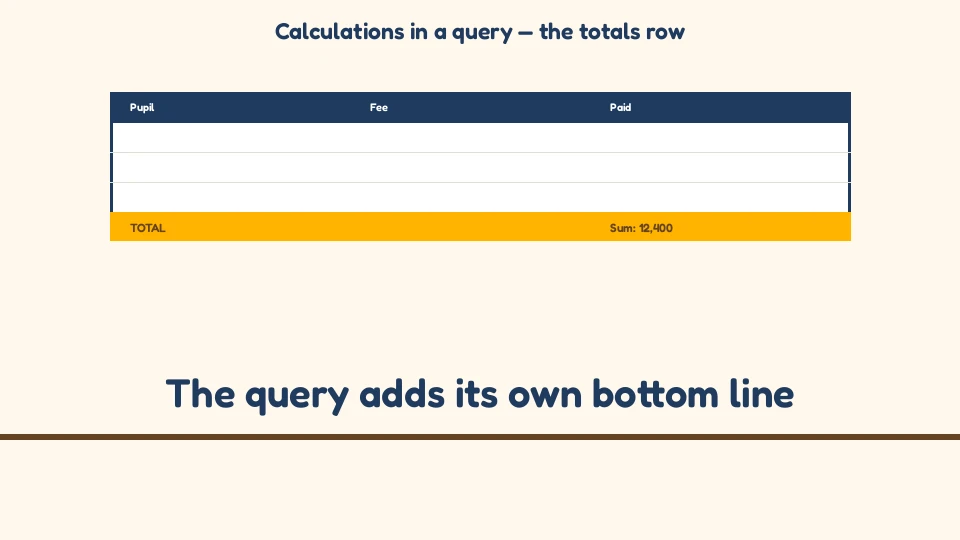 Calculations in a query — the totals row
Pupil Fee Paid
TOTAL Sum: 12,400
The query adds its own bottom line